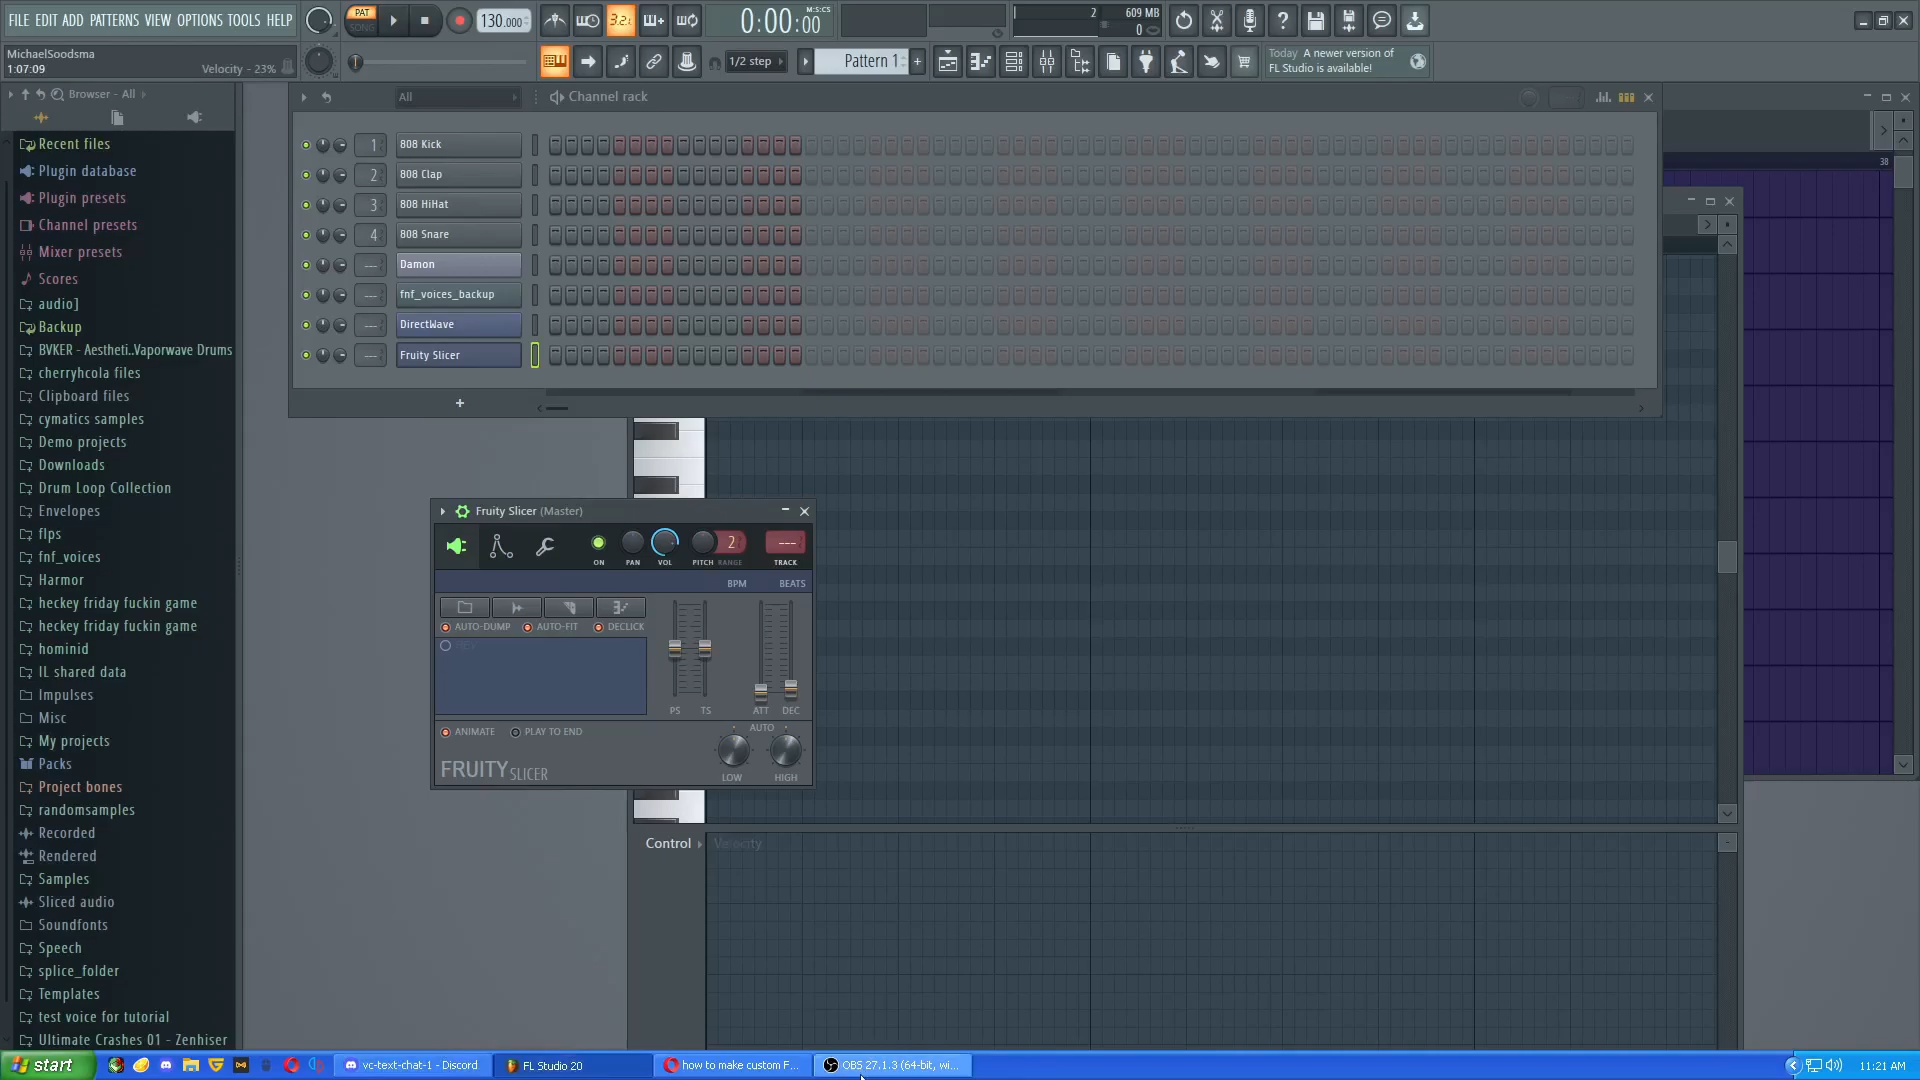 FILE EDIT ADD PATTERNS VIEW OPTIONS TOOLS HELP
PAT
SONG
130.000
3.2.
0:00:00
M:S:CS
2
609 MB
0
MichaelSoodsma
1:07:09
Velocity - 23%
1/2 step
Pattern 1
+
Today A newer version of
FL Studio is available!
Browser - All
Recent files
Plugin database
Plugin presets
Channel presets
Mixer presets
Scores
audio]
Backup
BVKER - Aestheti..Vaporwave Drums
cherryhcola files
Clipboard files
cymatics samples
Demo projects
Downloads
Drum Loop Collection
Envelopes
flps
fnf_voices
Harmor
heckey friday fuckin game
heckey friday fuckin game
hominid
IL shared data
Impulses
Misc
My projects
Packs
Project bones
randomsamples
Recorded
Rendered
Samples
Sliced audio
Soundfonts
Speech
splice_folder
Templates
test voice for tutorial
Ultimate Crashes 01 - Zenhiser
All
Channel rack
1 808 Kick
2 808 Clap
3 808 HiHat
4 808 Snare
--- Damon
--- fnf_voices_backup
--- DirectWave
--- Fruity Slicer
+
38
Fruity Slicer (Master)
2
---
ON PAN VOL PITCH RANGE TRACK
BPM BEATS
AUTO-DUMP AUTO-FIT DECLICK
PS TS ATT DEC
ANIMATE PLAY TO END
AUTO
FRUITY SLICER
LOW HIGH
Control
Velocity
start
vc-text-chat-1 - Discord
FL Studio 20
how to make custom F...
OBS 27.1.3 (64-bit, wi...
11:21 AM